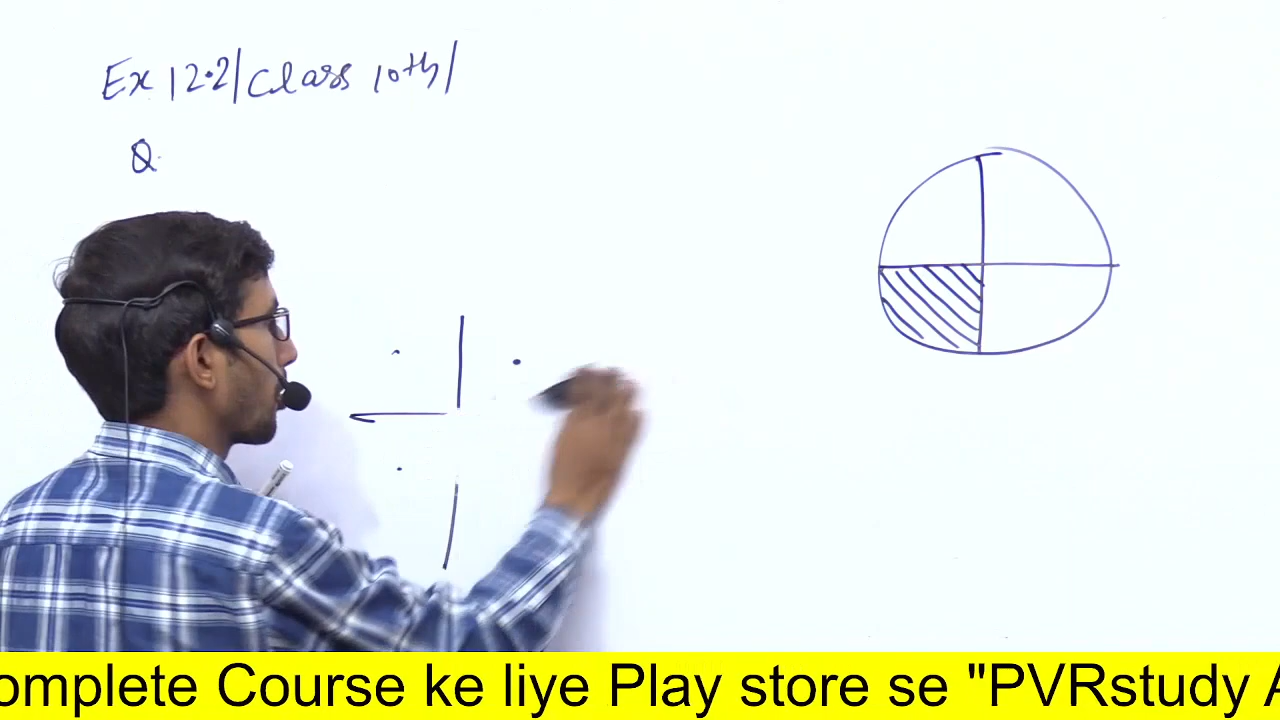 Ex 12.2/Class 10th/
Q.
omplete Course ke liye Play store se "PVRstudy A